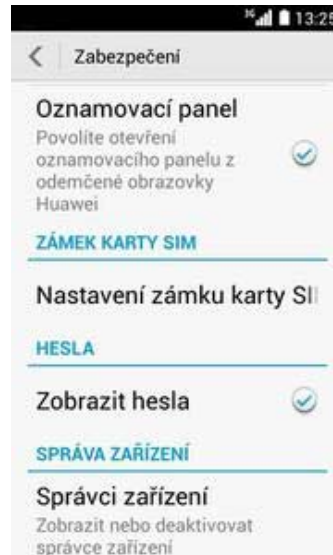 3G 13:25
Zabezpečení
Oznamovací panel
Povolíte otevření
oznamovacího panelu z
odemčené obrazovky
Huawei
ZÁMEK KARTY SIM
Nastavení zámku karty SI
HESLA
Zobrazit hesla
SPRÁVA ZAŘÍZENÍ
Správci zařízení
Zobrazit nebo deaktivovat
správce zařízení